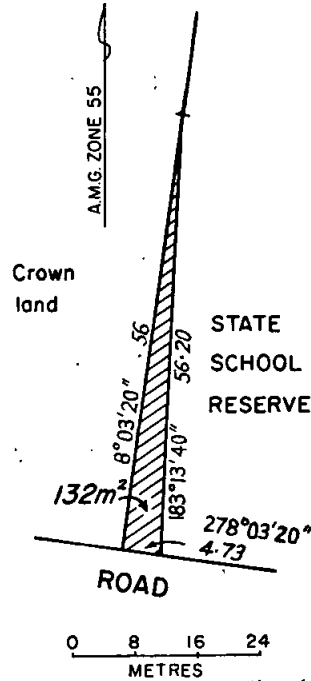 A.M.G. ZONE 55
Crown
land
STATE
SCHOOL
RESERVE
56
8°03'20"
56·20
183°13'40"
132m²
278°03'20"
4.73
ROAD
0 8 16 24
METRES